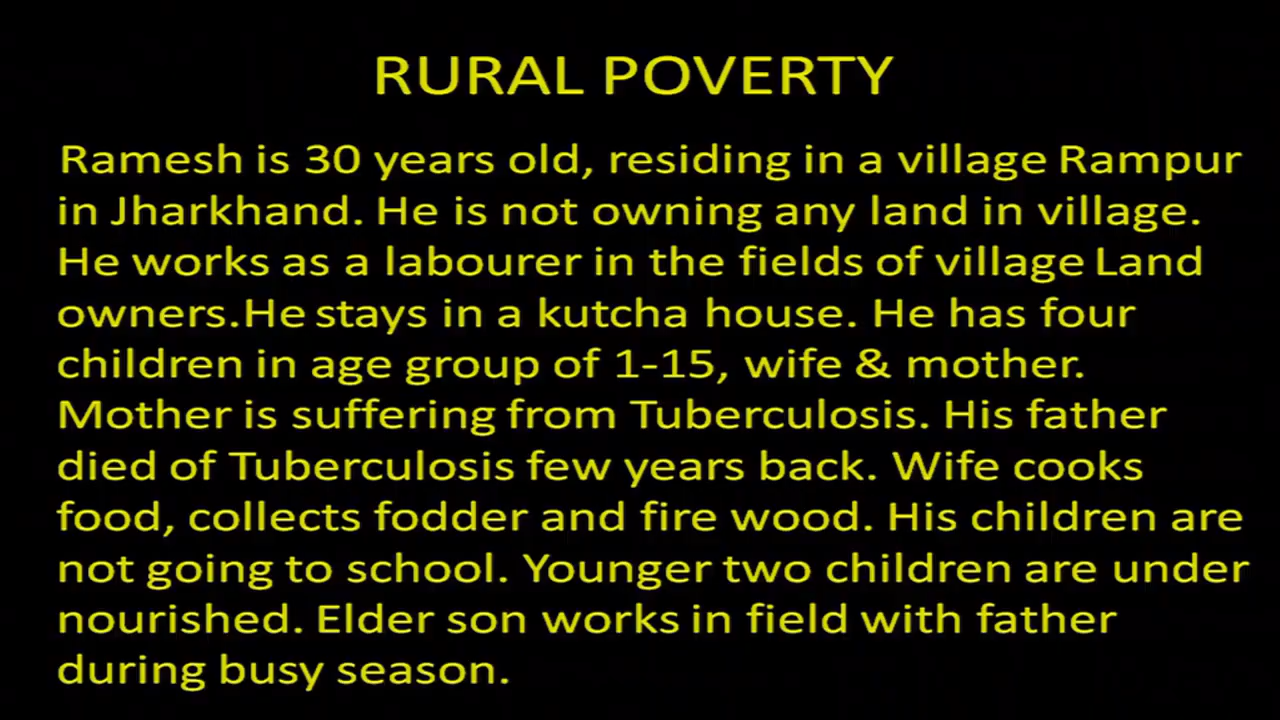 RURAL POVERTY
Ramesh is 30 years old, residing in a village Rampur
in Jharkhand. He is not owning any land in village.
He works as a labourer in the fields of village Land
owners.He stays in a kutcha house. He has four
children in age group of 1-15, wife & mother.
Mother is suffering from Tuberculosis. His father
died of Tuberculosis few years back. Wife cooks
food, collects fodder and fire wood. His children are
not going to school. Younger two children are under
nourished. Elder son works in field with father
during busy season.